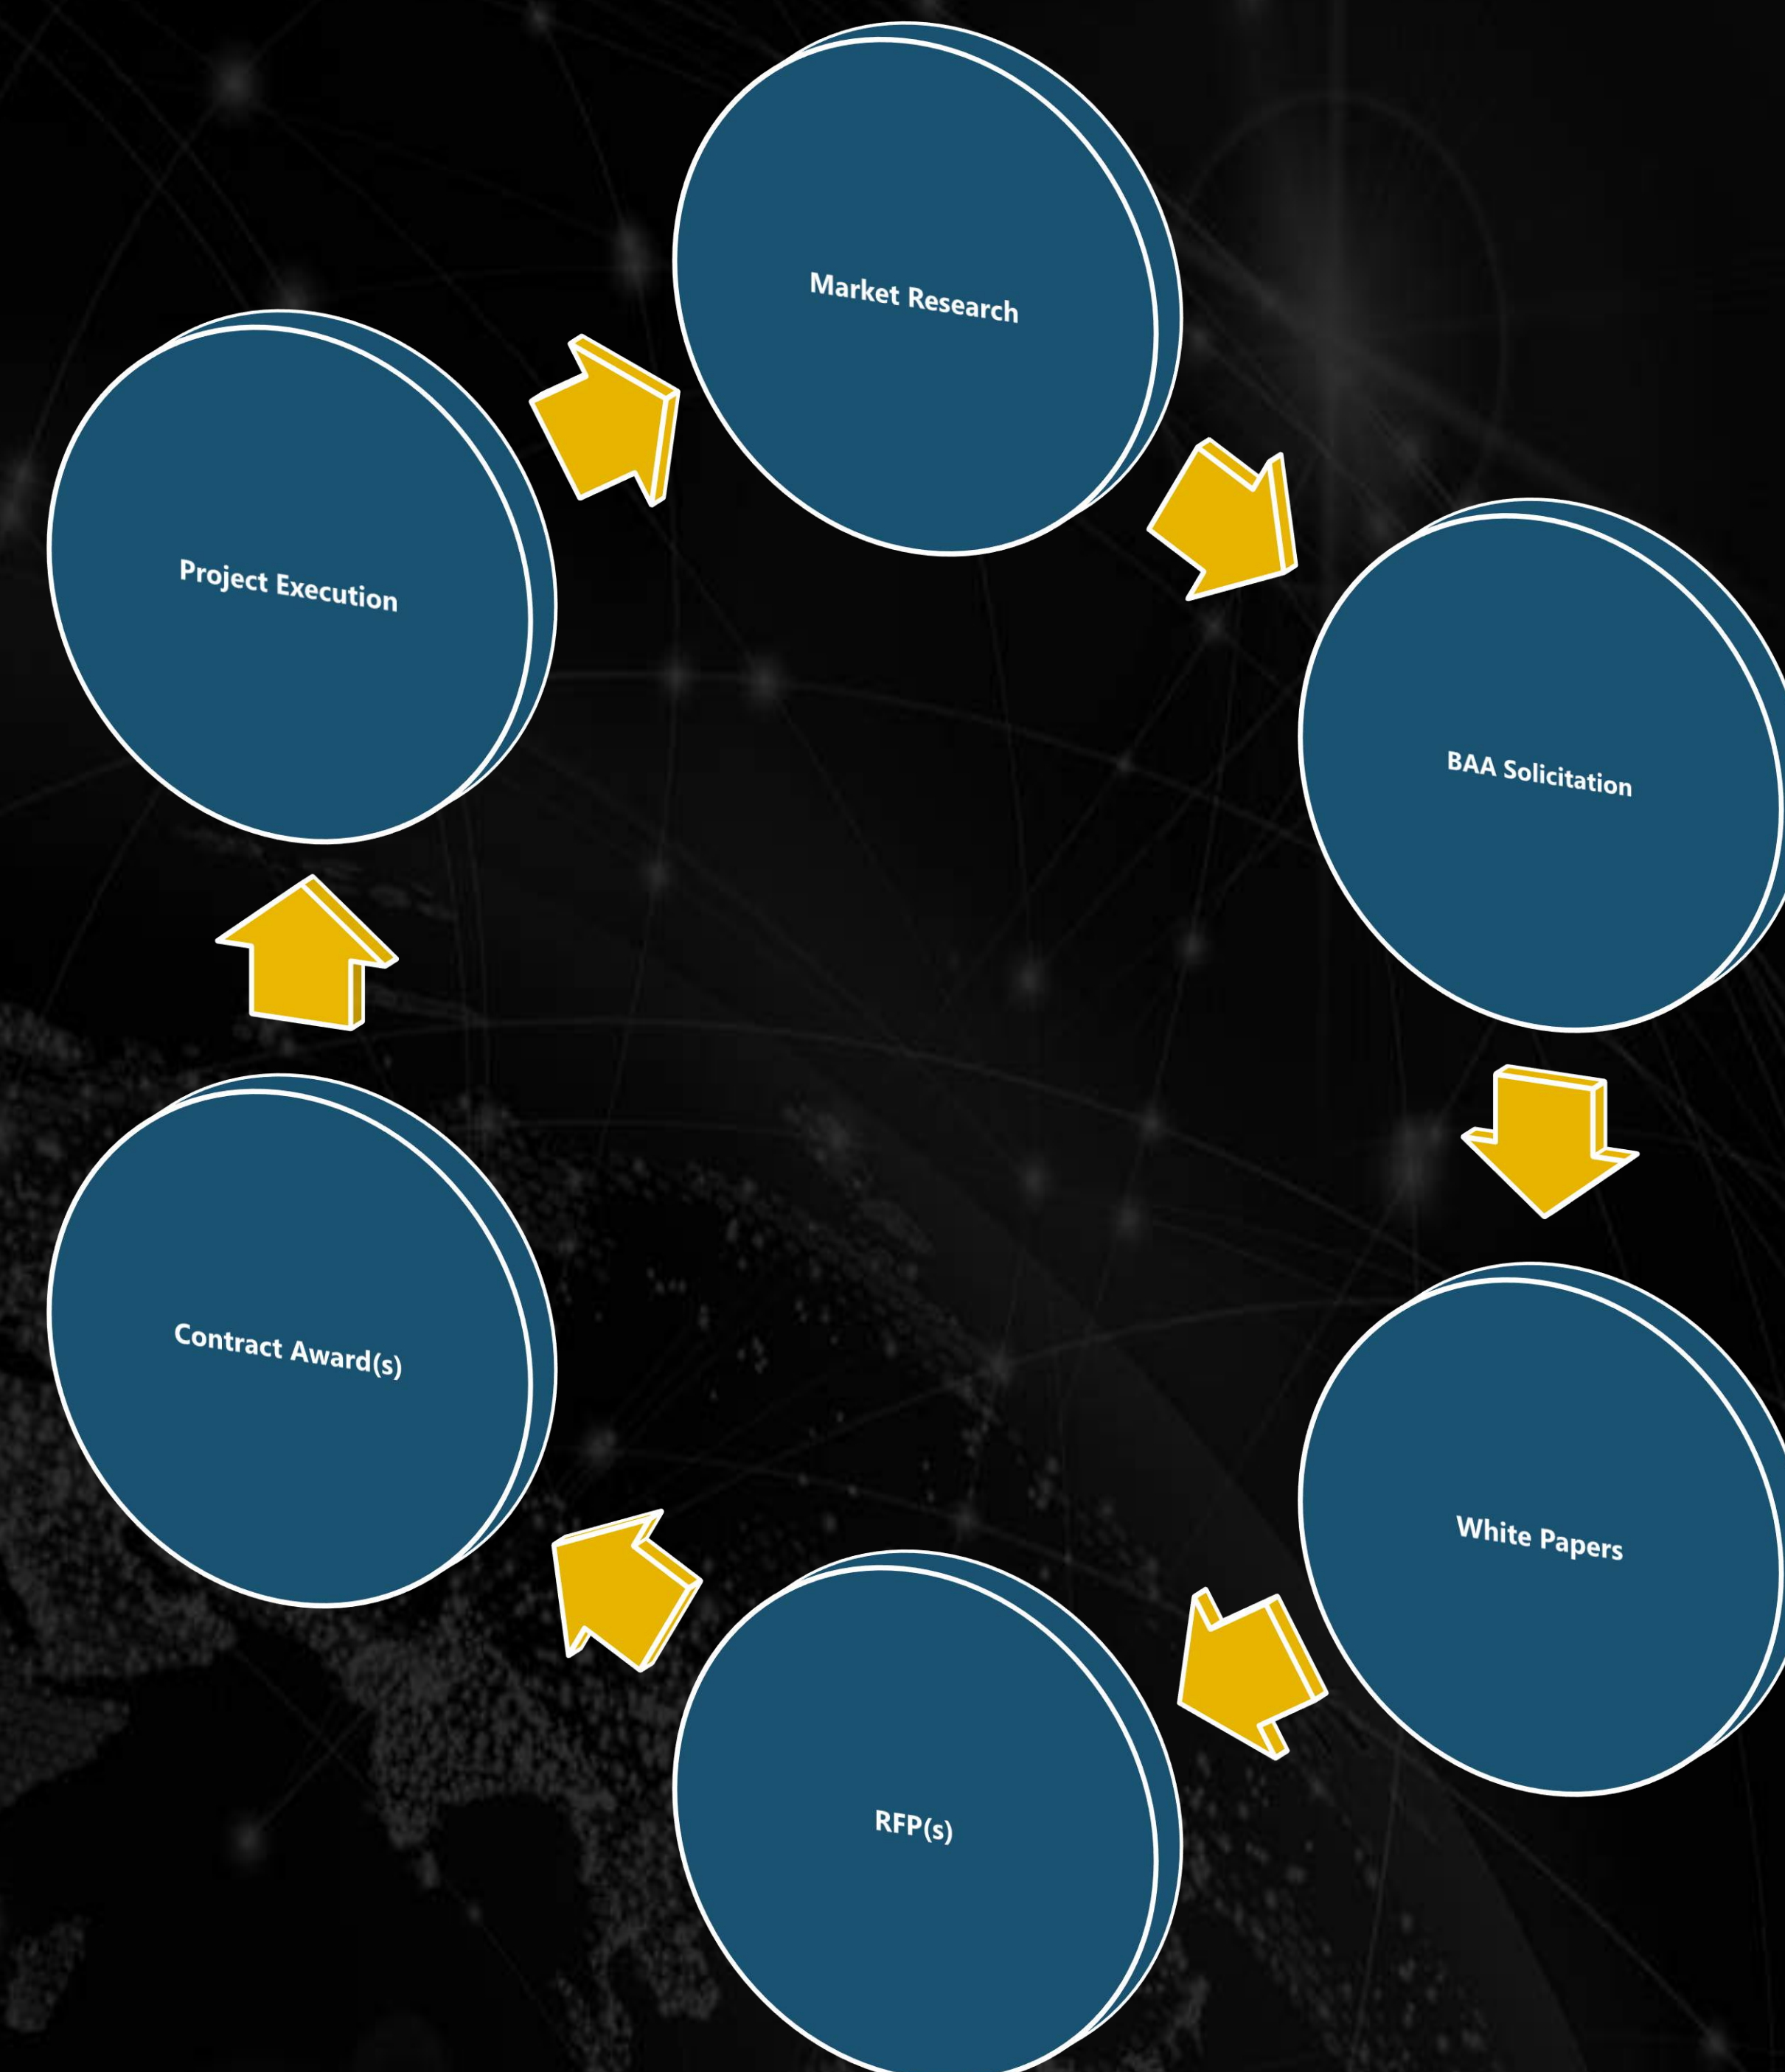 Market Research
BAA Solicitation
White Papers
RFP(s)
Contract Award(s)
Project Execution